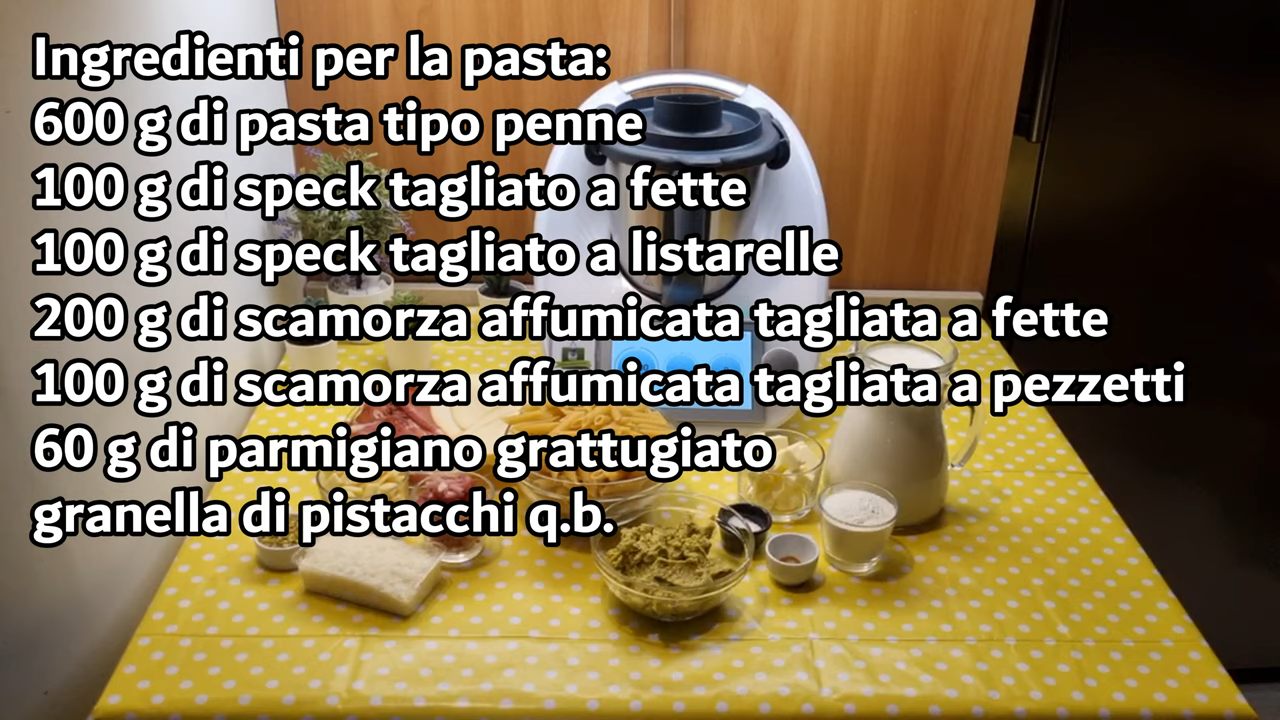 Ingredienti per la pasta:
600 g di pasta tipo penne
100 g di speck tagliato a fette
100 g di speck tagliato a listarelle
200 g di scamorza affumicata tagliata a fette
100 g di scamorza affumicata tagliata a pezzetti
60 g di parmigiano grattugiato
granella di pistacchi q.b.